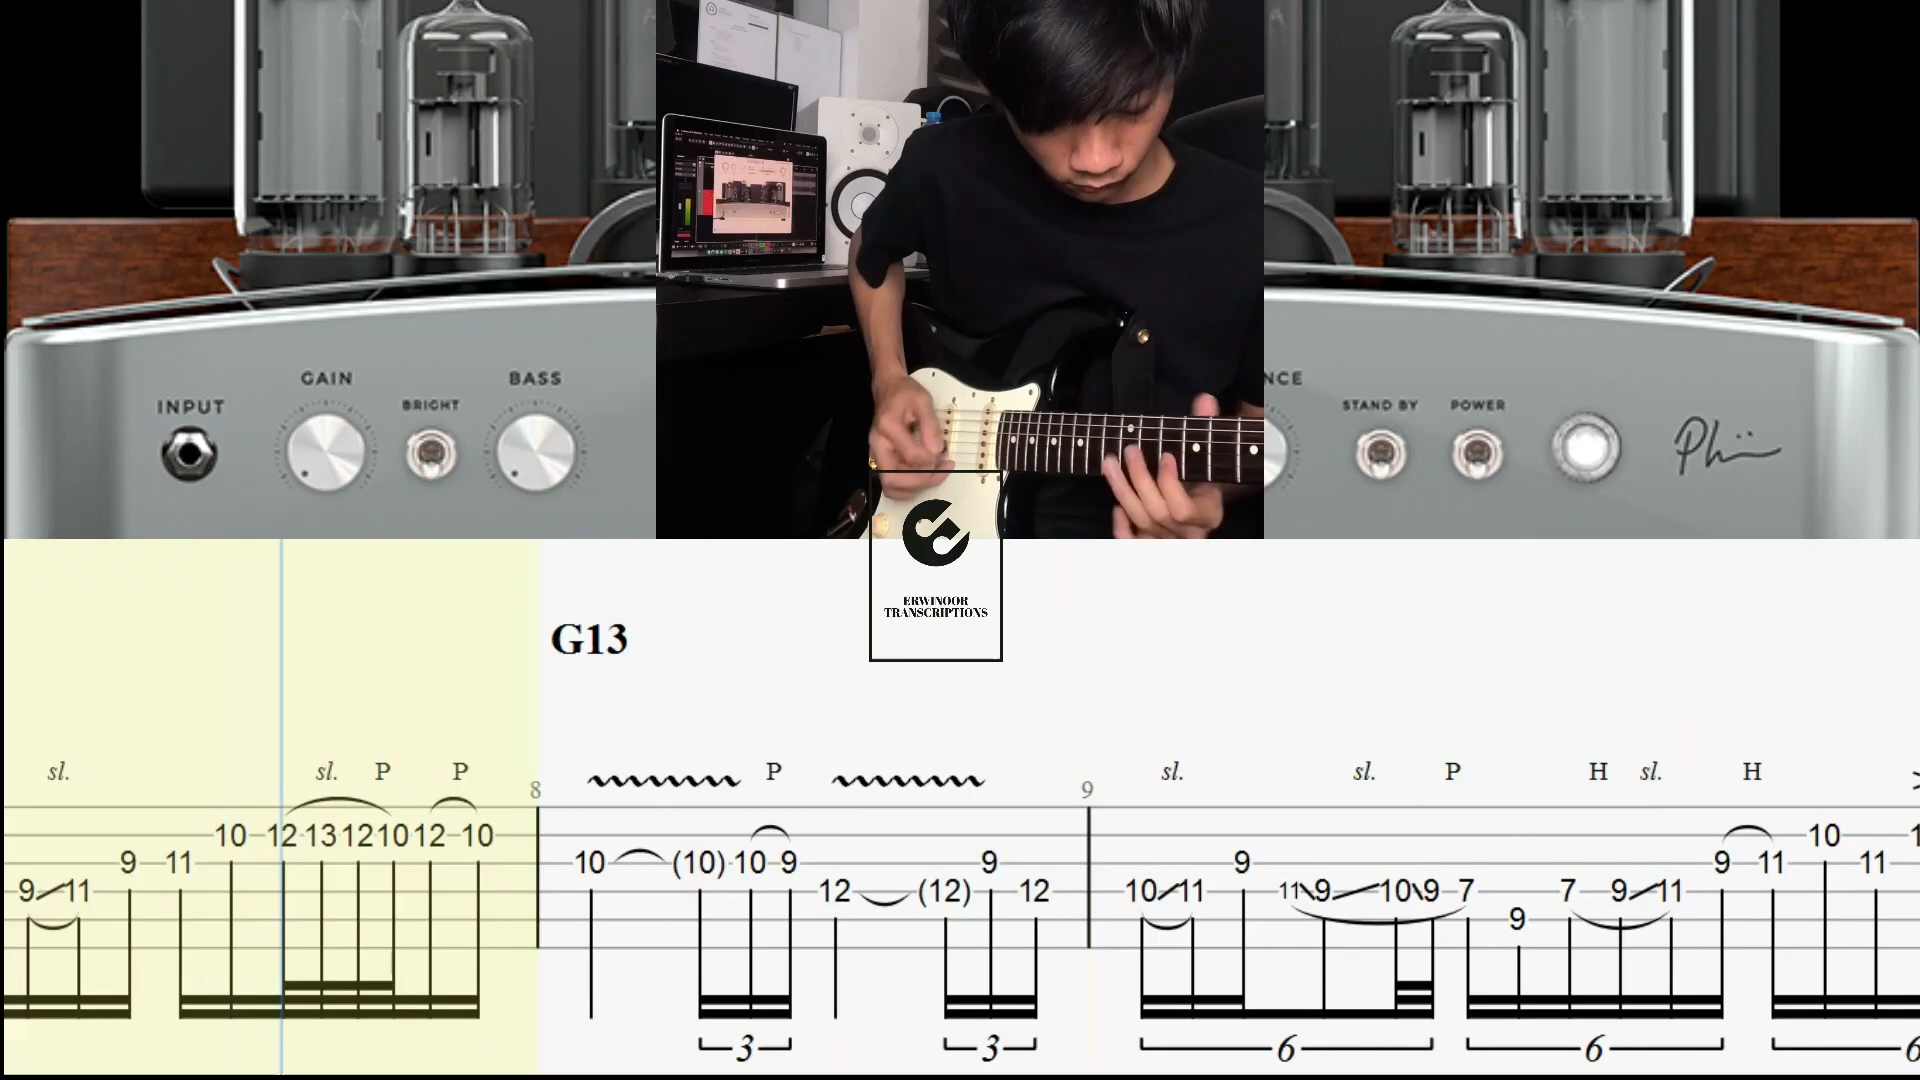 GAIN
BASS
INPUT
BRIGHT
NCE
STAND BY
POWER
Phil
ERWINOOR
TRANSCRIPTIONS
G13
sl. sl. P P 8 P 9 sl. sl. P H sl. H
10 12 13 12 10 12 10 10
9 11 10 (10) 10 9 9 9 9 11 11
9 11 12 (12) 12 10 11 11 9 10 9 7 7 9 11
9
3 3 6 6 6